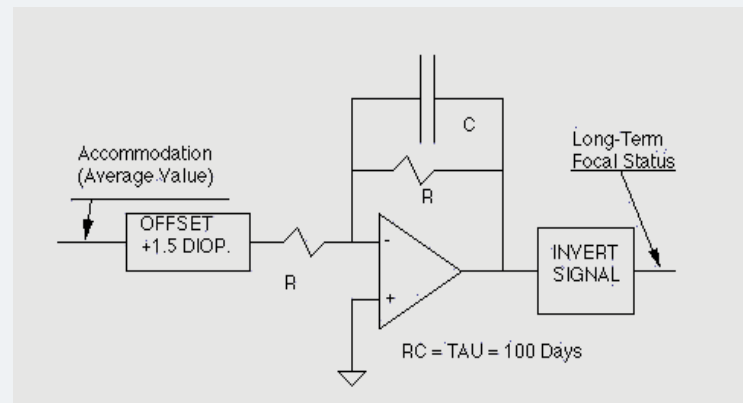 C
Accommodation
(Average Value)
Long-Term
Focal Status
OFFSET
+1.5 DIOP.
R
R
-
+
INVERT
SIGNAL
RC = TAU = 100 Days